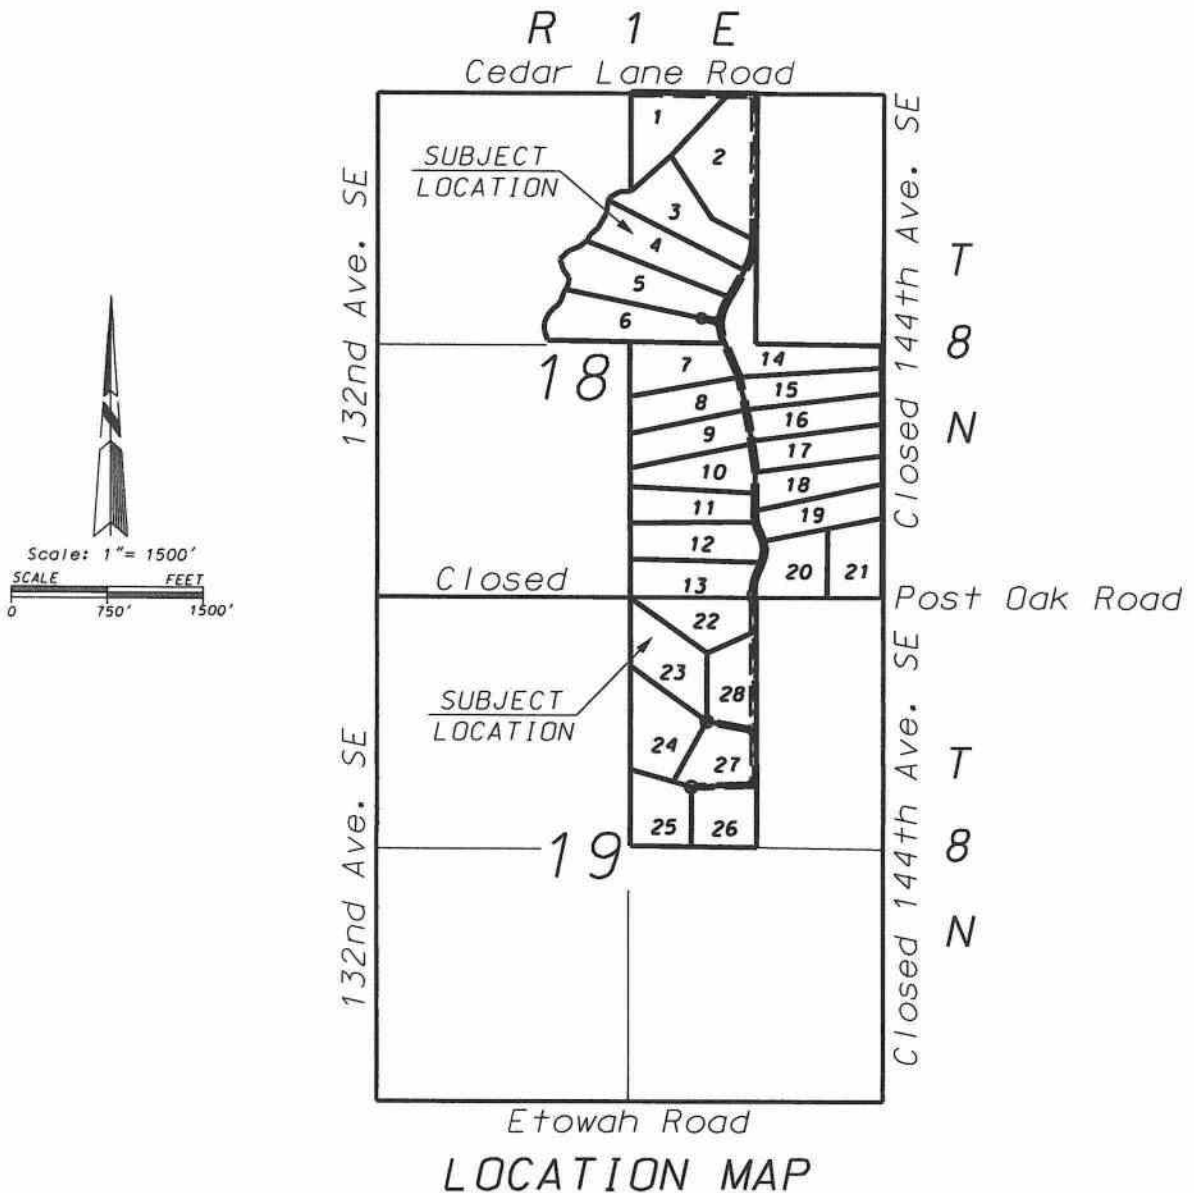 R 1 E
Cedar Lane Road
1
2
SUBJECT
LOCATION
3
4
5
6
132nd Ave. SE
Closed 144th Ave. SE
T
8
N
18
7
14
8
15
9
16
10
17
11
18
12
19
13
20
21
N
Scale: 1"= 1500'
SCALE FEET
0 750' 1500'
Closed
Post Oak Road
22
23
28
SUBJECT
LOCATION
24
27
25
26
19
132nd Ave. SE
Closed 144th Ave. SE
T
8
N
Etowah Road
LOCATION MAP